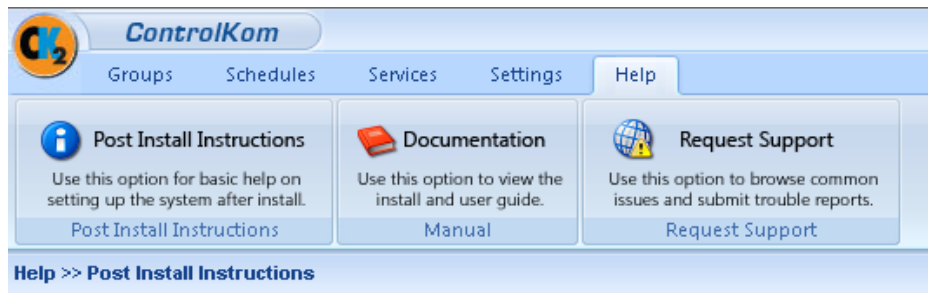 CK2
ControlKom
Groups Schedules Services Settings Help
Post Install Instructions Documentation Request Support
Use this option for basic help on Use this option to view the Use this option to browse common
setting up the system after install. install and user guide. issues and submit trouble reports.
Post Install Instructions Manual Request Support
Help >> Post Install Instructions